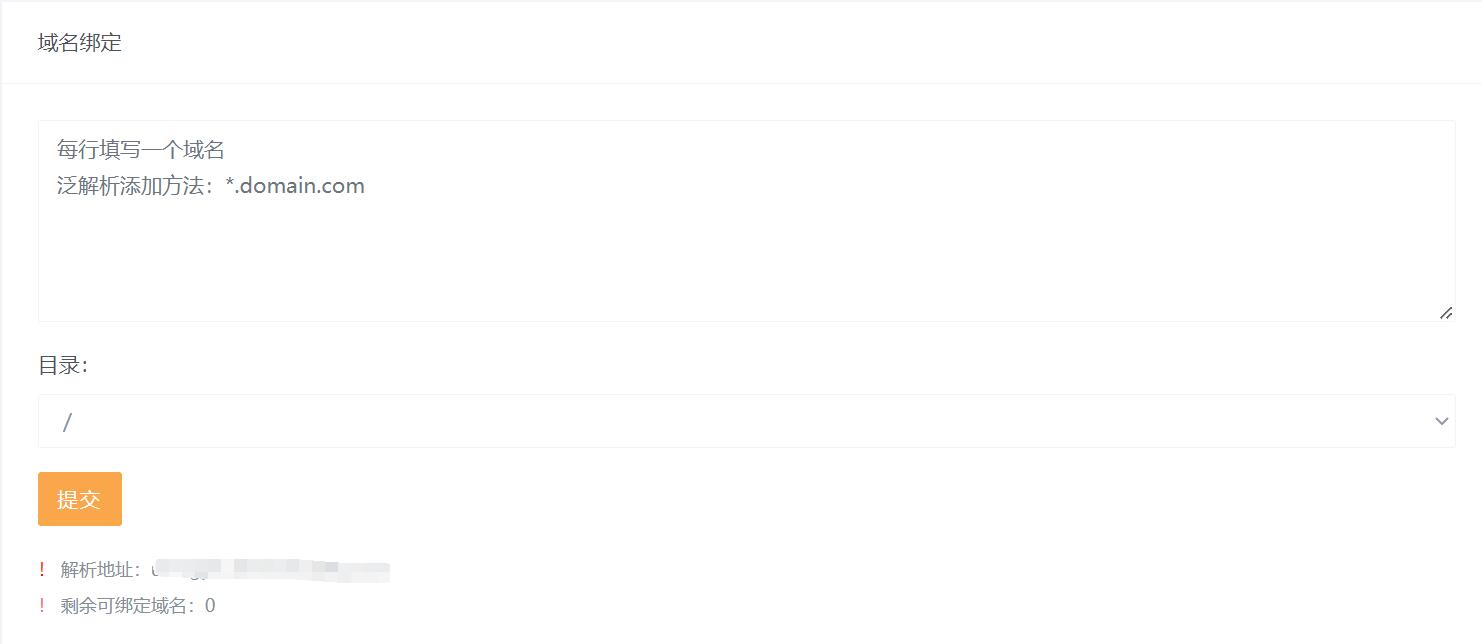 域名绑定
每行填写一个域名
泛解析添加方法：*.domain.com
目录：
/
提交
! 解析地址：
! 剩余可绑定域名：0